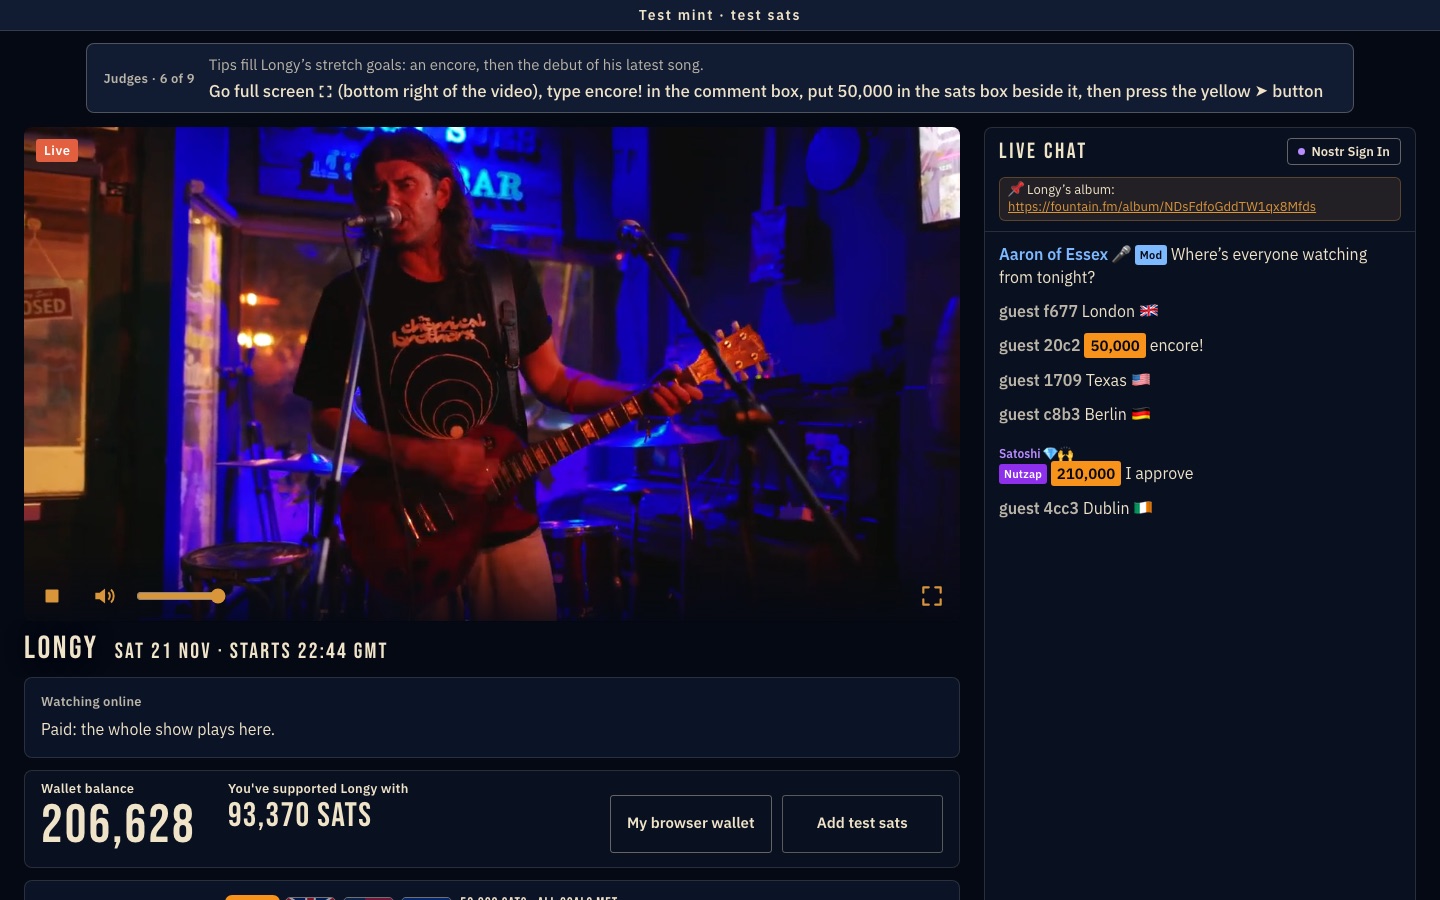 Test mint · test sats
Judges · 6 of 9
Tips fill Longy’s stretch goals: an encore, then the debut of his latest song.
Go full screen ⛶ (bottom right of the video), type encore! in the comment box, put 50,000 in the sats box beside it, then press the yellow ➤ button
Live
BAR
OSED
the chemical
brothers
LIVE CHAT
Nostr Sign In
📌 Longy’s album:
https://fountain.fm/album/NDsFdfoGddTW1qx8Mfds
Aaron of Essex 🎤 Mod Where’s everyone watching
from tonight?
guest f677 London 🇬🇧
guest 20c2 50,000 encore!
guest 1709 Texas 🇺🇸
guest c8b3 Berlin 🇩🇪
Satoshi 💎🙌
Nutzap 210,000 I approve
guest 4cc3 Dublin 🇮🇪
LONGY SAT 21 NOV · STARTS 22:44 GMT
Watching online
Paid: the whole show plays here.
Wallet balance
206,628
You've supported Longy with
93,370 SATS
My browser wallet
Add test sats